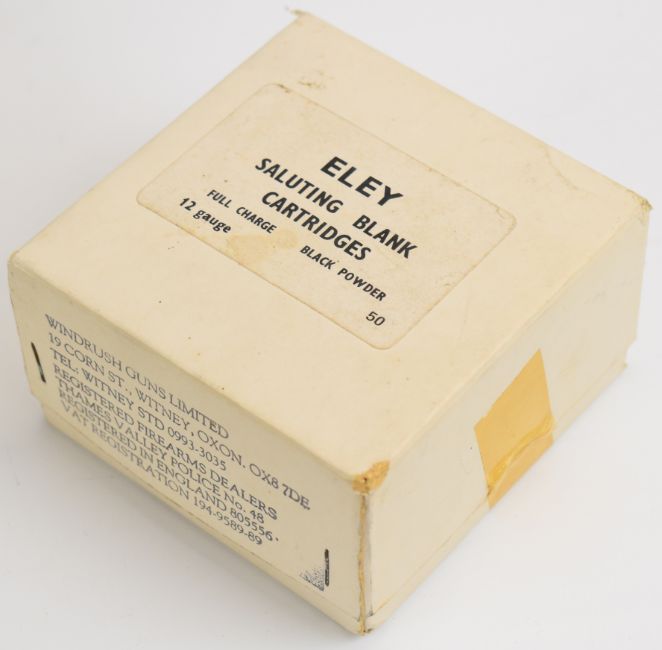 ELEY
SALUTING BLANK
CARTRIDGES
FULL CHARGE BLACK POWDER
12 gauge
50
WINDRUSH GUNS LIMITED
19 CORN ST., WITNEY, OXON. OX8 7DE.
TEL: WITNEY STD 0993-3035
REGISTERED FIREARMS DEALERS
THAMES VALLEY POLICE No. 48
REGISTERED IN ENGLAND 805556.
VAT REGISTRATION 194-9589-89